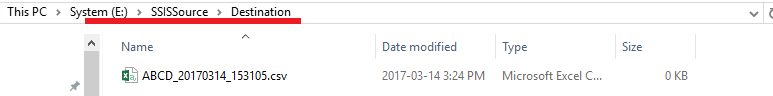 This PC > System (E:) > SSISSource > Destination
Name Date modified Type Size
ABCD_20170314_153105.csv 2017-03-14 3:24 PM Microsoft Excel C... 0 KB